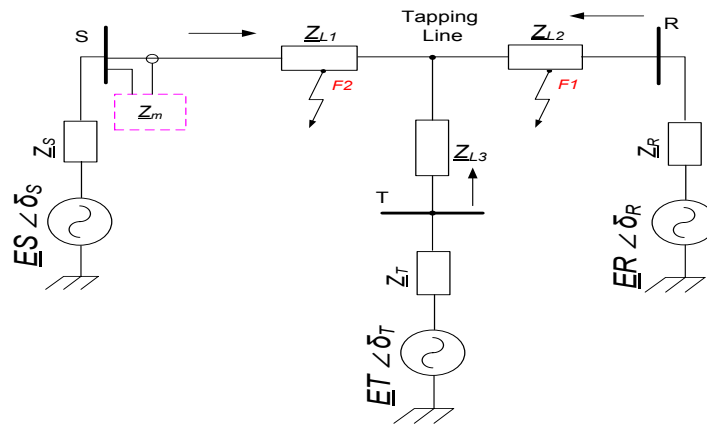 Tapping
Line
S
Z_L1
Z_L2
R
F2
F1
Z_m
Z_S
Z_L3
Z_R
T
ES∠δS
Z_T
ER∠δR
ET∠δT